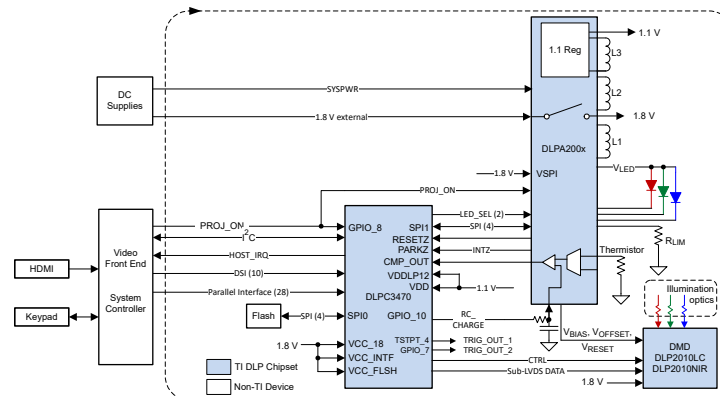 1.1 V
1.1 Reg
L3
DC
Supplies
SYSPWR
L2
1.8 V external
1.8 V
L1
DLPA200x
1.8 V
VSPI
VLED
PROJ_ON
PROJ_ON
GPIO_8
LED_SEL (2)
I2C
SPI1
SPI (4)
RESETZ
RLIM
Video
Front End
HOST_IRQ
PARKZ
INTZ
Thermistor
HDMI
CMP_OUT
DSI (10)
VDDLP12
System
Controller
Parallel Interface (28)
VDD
1.1 V
Illumination
optics
DLPC3470
Keypad
Flash
SPI (4)
SPI0
GPIO_10
RC_
CHARGE
VBIAS, VOFFSET,
VRESET
1.8 V
VCC_18
TSTPT_4
TRIG_OUT_1
GPIO_7
TRIG_OUT_2
VCC_INTF
VCC_FLSH
CTRL
Sub-LVDS DATA
1.8 V
DMD
DLP2010LC
DLP2010NIR
TI DLP Chipset
Non-TI Device